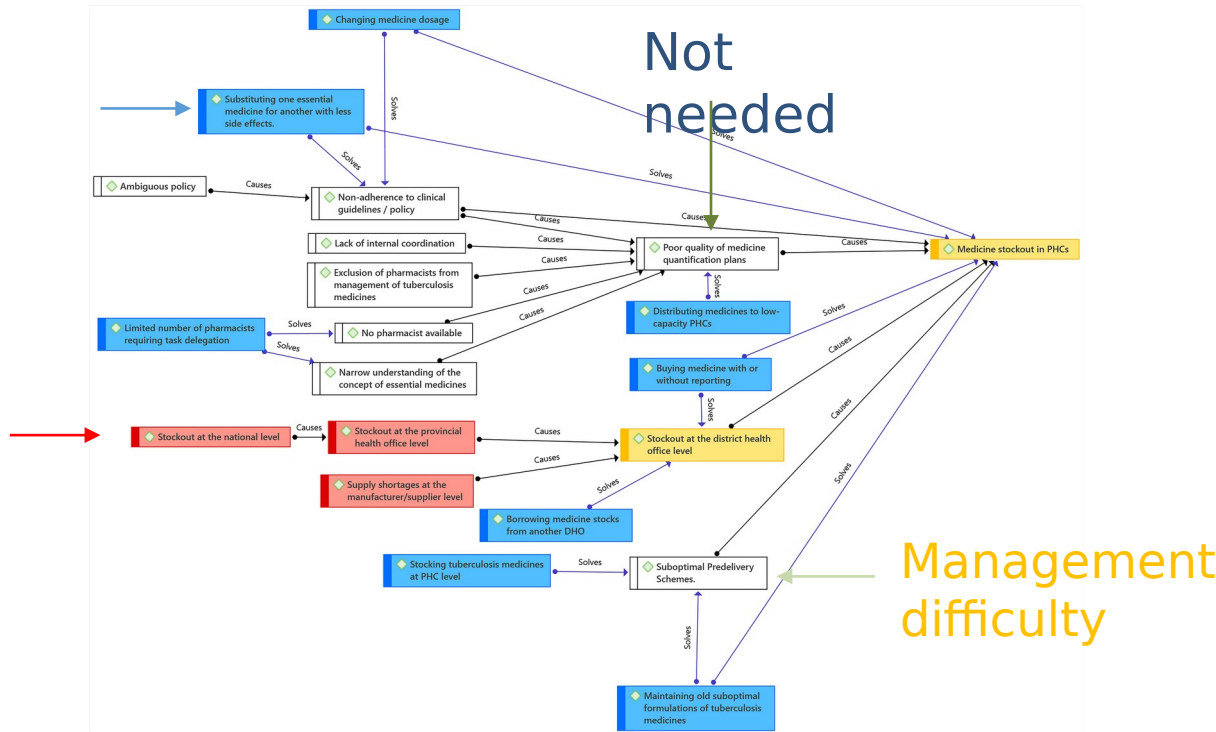 Changing medicine dosage
Not
needed
Substituting one essential
medicine for another with less
side effects.
Solves
Solves
Solves
Solves
Ambiguous policy
Causes
Non-adherence to clinical
guidelines / policy
Causes
Causes
Lack of internal coordination
Causes
Poor quality of medicine
quantification plans
Causes
Medicine stockout in PHCs
Exclusion of pharmacists from
management of tuberculosis
medicines
Causes
Causes
Solves
Distributing medicines to low-
capacity PHCs
Solves
Limited number of pharmacists
requiring task delegation
Solves
Solves
No pharmacist available
Causes
Narrow understanding of the
concept of essential medicines
Buying medicine with or
without reporting
Causes
Solves
Causes
Stockout at the national level
Causes
Stockout at the provincial
health office level
Causes
Stockout at the district health
office level
Causes
Supply shortages at the
manufacturer/supplier level
Solves
Solves
Borrowing medicine stocks
from another DHO
Stocking tuberculosis medicines
at PHC level
Solves
Suboptimal Predelivery
Schemes.
Management
difficulty
Solves
Maintaining old suboptimal
formulations of tuberculosis
medicines